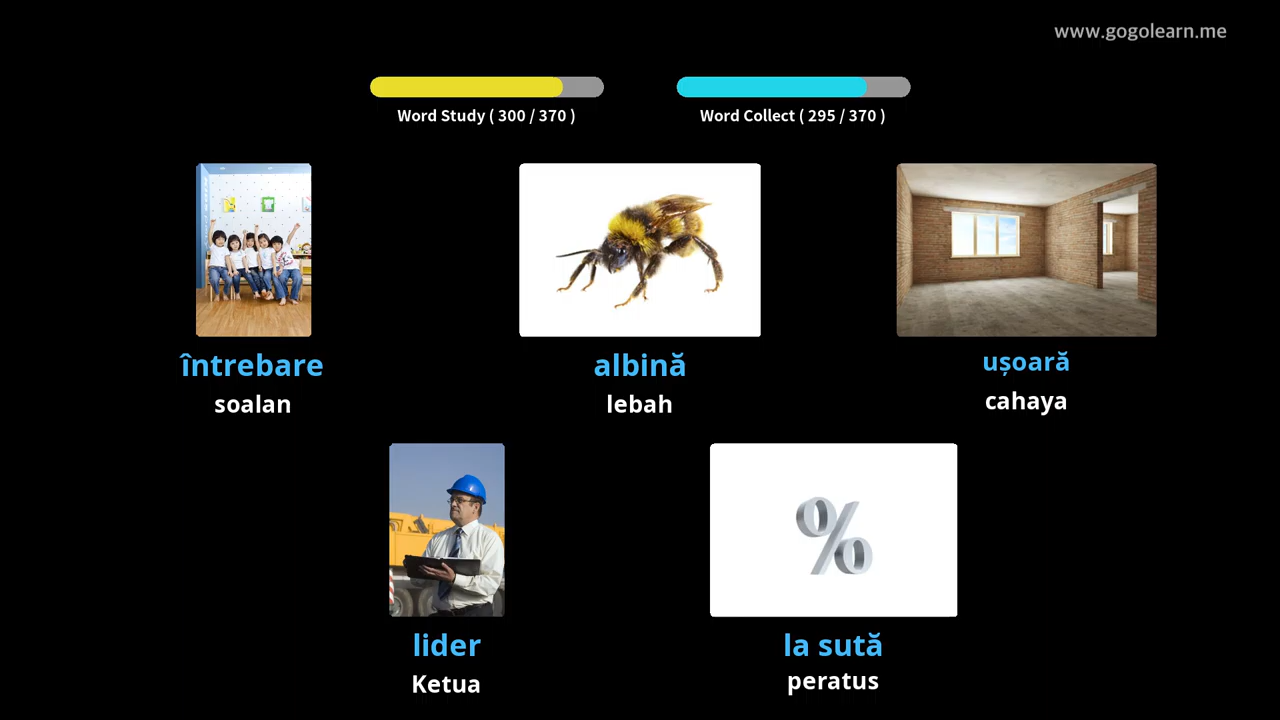 www.gogolearn.me
Word Study ( 300 / 370 )
Word Collect ( 295 / 370 )
întrebare
soalan
albină
lebah
ușoară
cahaya
lider
Ketua
%
la sută
peratus